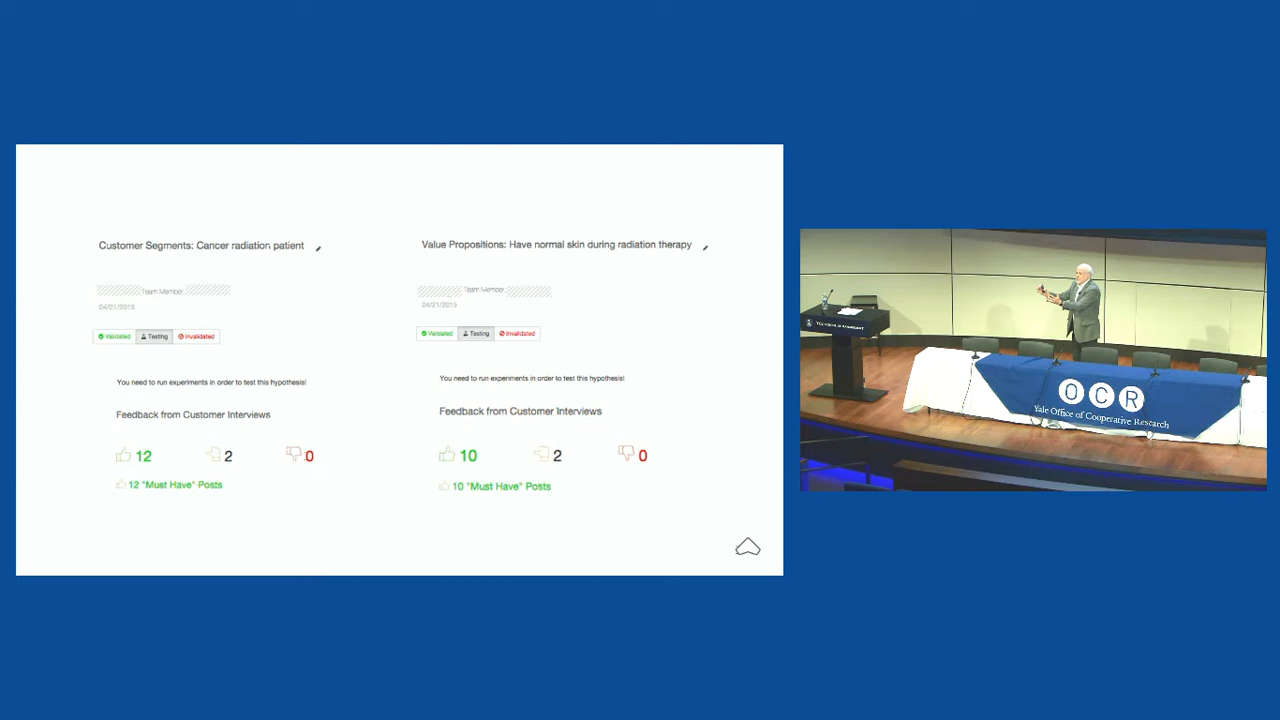 Customer Segments: Cancer radiation patient
Team Member
04/21/2015
Validated Testing Invalidated
You need to run experiments in order to test this hypothesis!
Feedback from Customer Interviews
12 2 0
12 "Must Have" Posts
Value Propositions: Have normal skin during radiation therapy
Team Member
04/21/2015
Validated Testing Invalidated
You need to run experiments in order to test this hypothesis!
Feedback from Customer Interviews
10 2 0
10 "Must Have" Posts
OCR
Yale Office of Cooperative Research